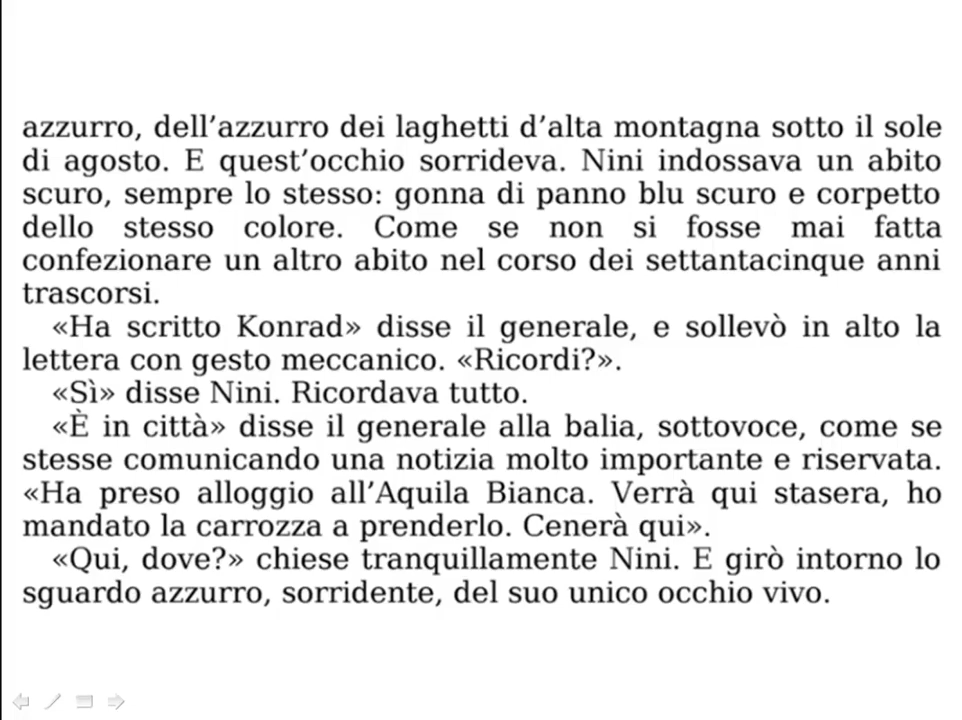 azzurro, dell’azzurro dei laghetti d’alta montagna sotto il sole
di agosto. E quest’occhio sorrideva. Nini indossava un abito
scuro, sempre lo stesso: gonna di panno blu scuro e corpetto
dello stesso colore. Come se non si fosse mai fatta
confezionare un altro abito nel corso dei settantacinque anni
trascorsi.
«Ha scritto Konrad» disse il generale, e sollevò in alto la
lettera con gesto meccanico. «Ricordi?».
«Sì» disse Nini. Ricordava tutto.
«È in città» disse il generale alla balia, sottovoce, come se
stesse comunicando una notizia molto importante e riservata.
«Ha preso alloggio all’Aquila Bianca. Verrà qui stasera, ho
mandato la carrozza a prenderlo. Cenerà qui».
«Qui, dove?» chiese tranquillamente Nini. E girò intorno lo
sguardo azzurro, sorridente, del suo unico occhio vivo.